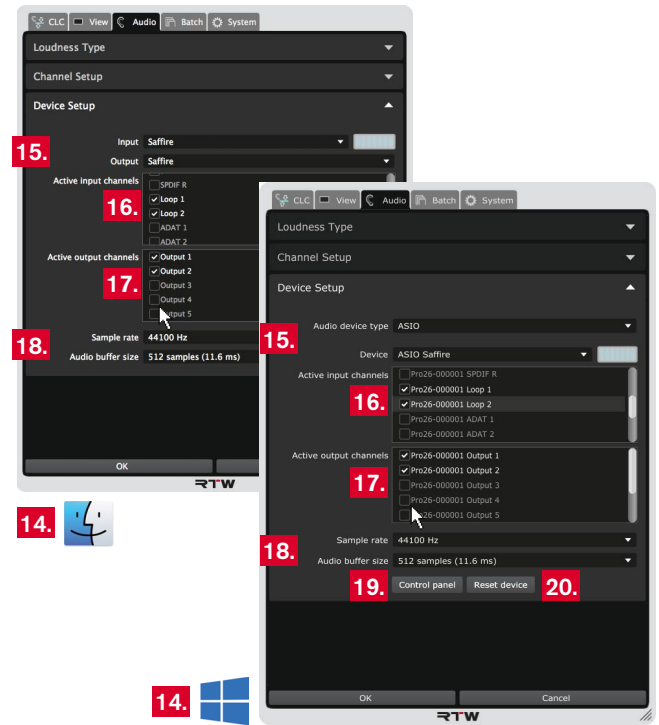 CLC View Audio Batch System
Loudness Type
Channel Setup
Device Setup
15.
Input Saffire
Output Saffire
Active input channels
16.
SPDIF R
Loop 1
Loop 2
ADAT 1
ADAT 2
Active output channels
17.
Output 1
Output 2
Output 3
Output 4
Output 5
18.
Sample rate 44100 Hz
Audio buffer size 512 samples (11.6 ms)
OK
RTW
14.
CLC View Audio Batch System
Loudness Type
Channel Setup
Device Setup
15.
Audio device type ASIO
Device ASIO Saffire
Active input channels
16.
Pro26-000001 SPDIF R
Pro26-000001 Loop 1
Pro26-000001 Loop 2
Pro26-000001 ADAT 1
Pro26-000001 ADAT 2
Active output channels
17.
Pro26-000001 Output 1
Pro26-000001 Output 2
Pro26-000001 Output 3
Pro26-000001 Output 4
Pro26-000001 Output 5
18.
Sample rate 44100 Hz
Audio buffer size 512 samples (11.6 ms)
19. Control panel Reset device 20.
14.
OK Cancel
RTW